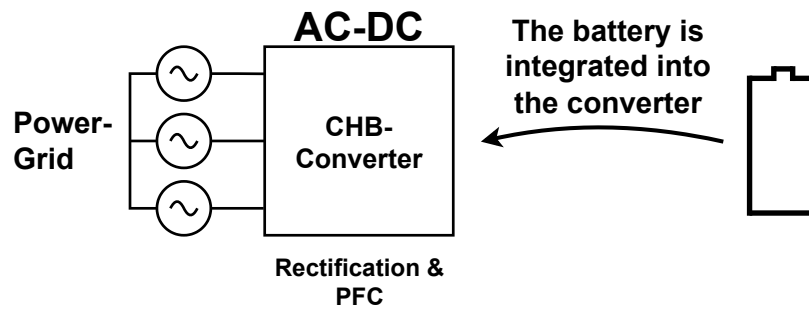 AC-DC
The battery is
integrated into
the converter
Power-
Grid
CHB-
Converter
Rectification &
PFC